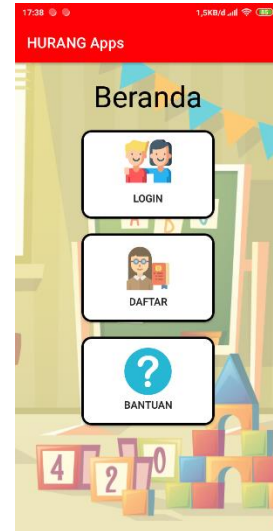 17:38 1,5KB/d
HURANG Apps
Beranda
LOGIN
DAFTAR
BANTUAN
4 2 0